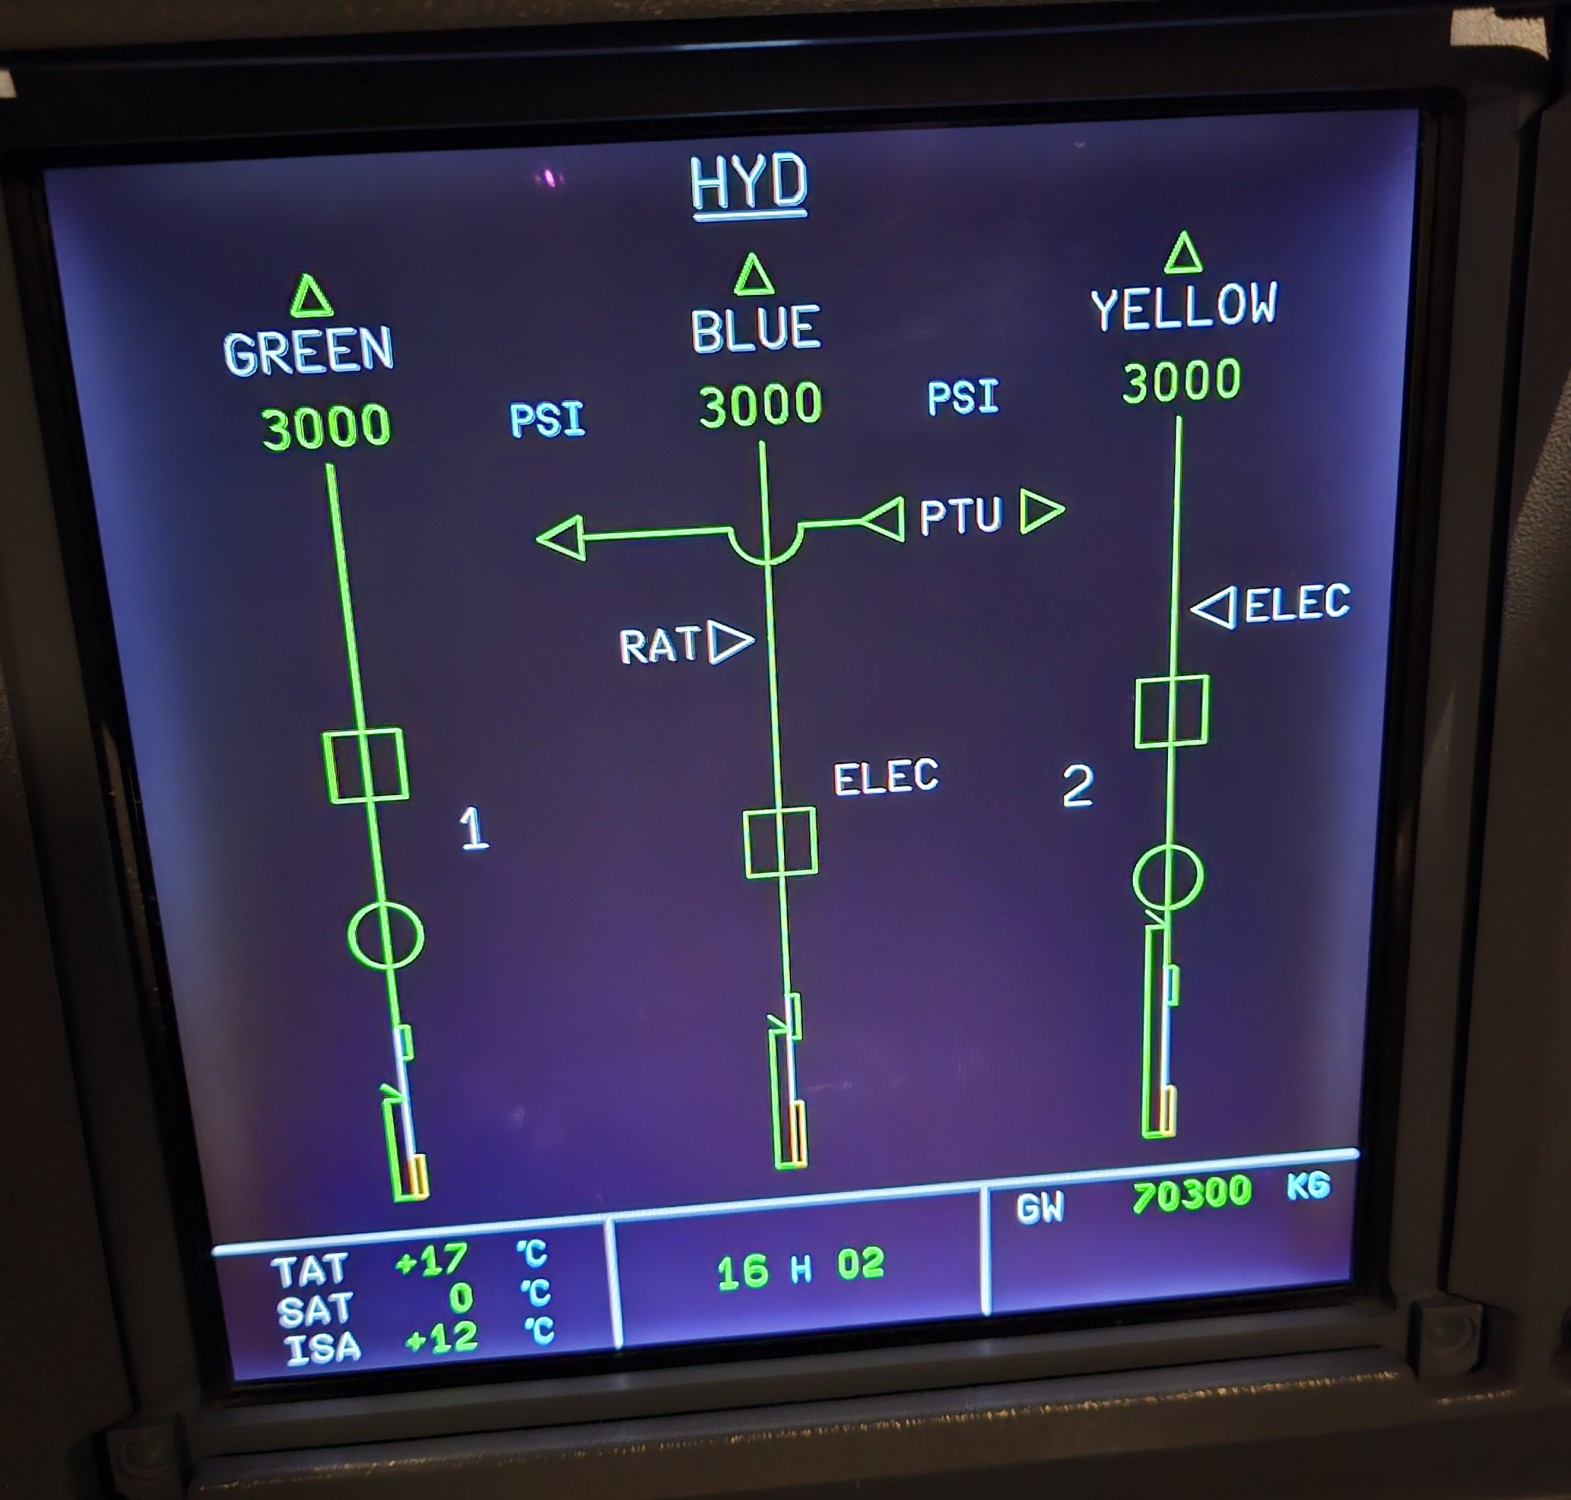 HYD
GREEN BLUE YELLOW
3000 PSI 3000 PSI 3000
PTU
RAT ELEC
ELEC
1 2
TAT +17 °C
SAT 0 °C
ISA +12 °C
16 H 02
GW 70300 KG